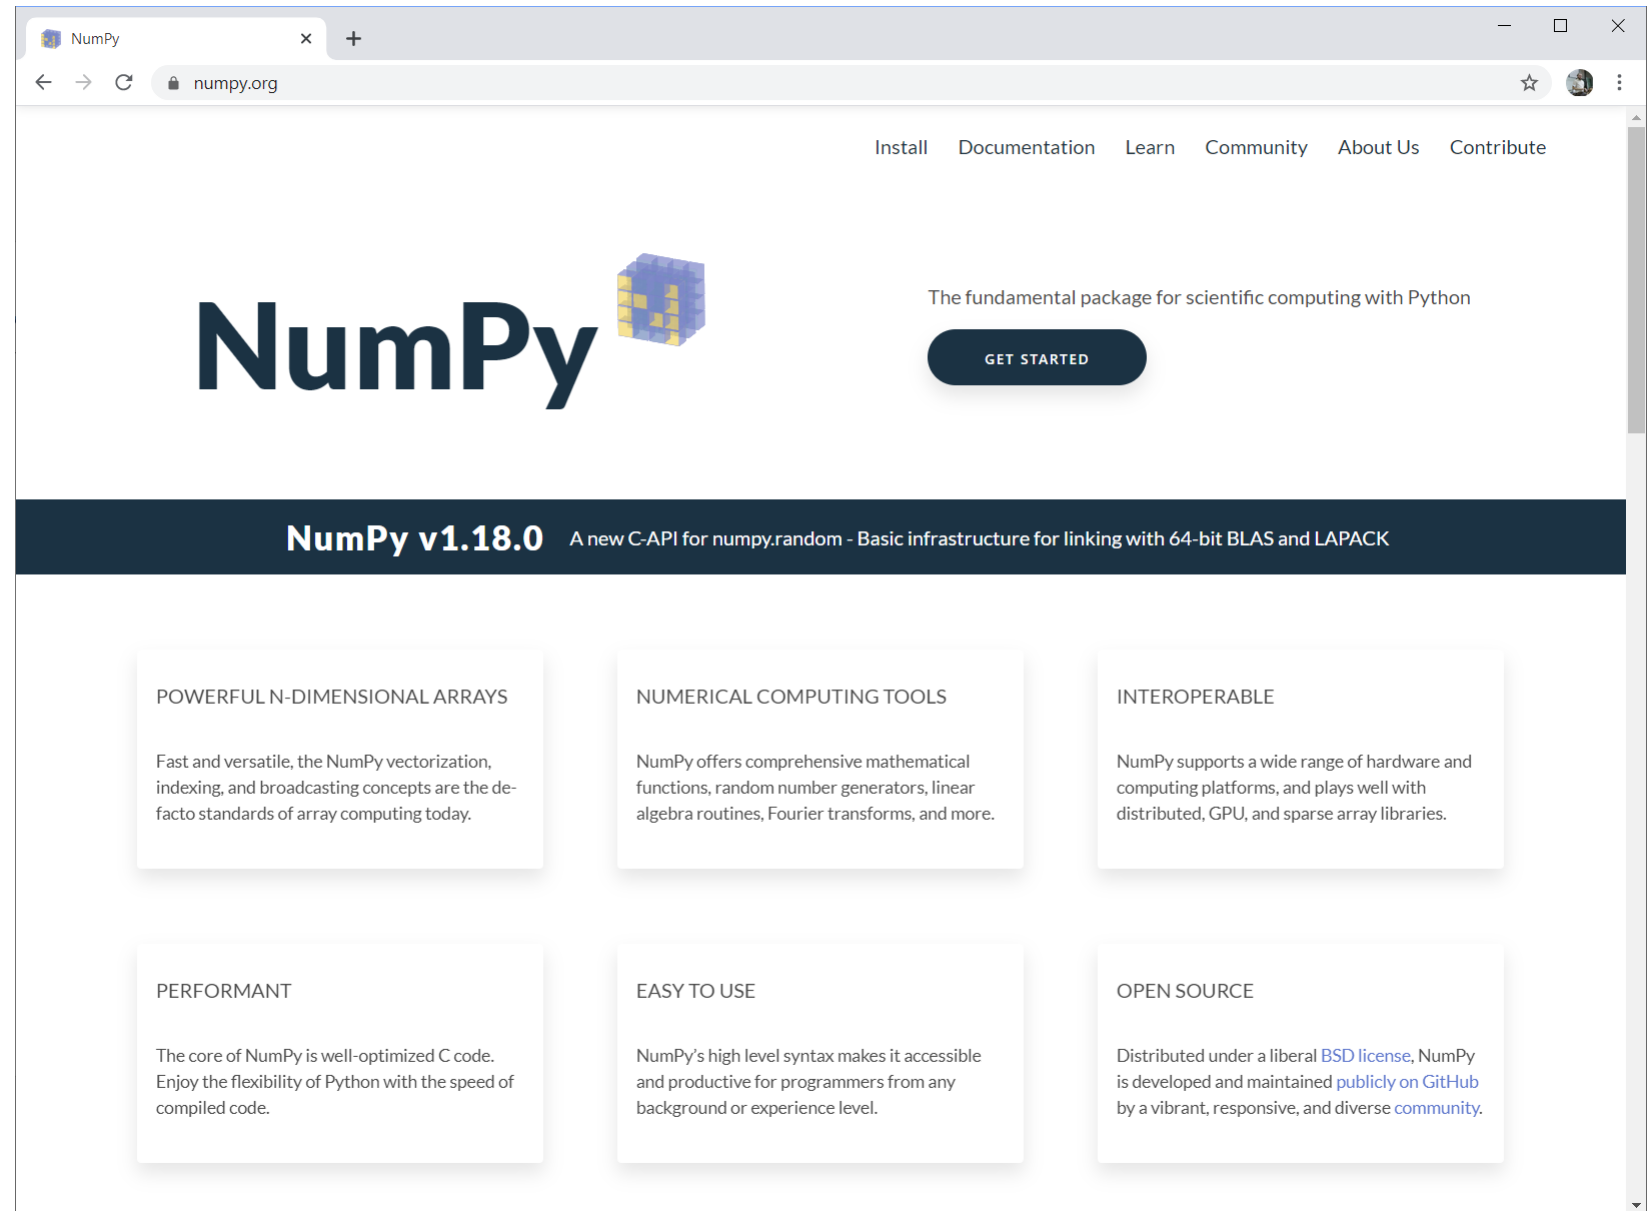 NumPy
numpy.org
Install Documentation Learn Community About Us Contribute
NumPy
The fundamental package for scientific computing with Python
GET STARTED
NumPy v1.18.0 A new C-API for numpy.random - Basic infrastructure for linking with 64-bit BLAS and LAPACK
POWERFUL N-DIMENSIONAL ARRAYS
Fast and versatile, the NumPy vectorization,
indexing, and broadcasting concepts are the de-
facto standards of array computing today.
NUMERICAL COMPUTING TOOLS
NumPy offers comprehensive mathematical
functions, random number generators, linear
algebra routines, Fourier transforms, and more.
INTEROPERABLE
NumPy supports a wide range of hardware and
computing platforms, and plays well with
distributed, GPU, and sparse array libraries.
PERFORMANT
The core of NumPy is well-optimized C code.
Enjoy the flexibility of Python with the speed of
compiled code.
EASY TO USE
NumPy’s high level syntax makes it accessible
and productive for programmers from any
background or experience level.
OPEN SOURCE
Distributed under a liberal BSD license, NumPy
is developed and maintained publicly on GitHub
by a vibrant, responsive, and diverse community.